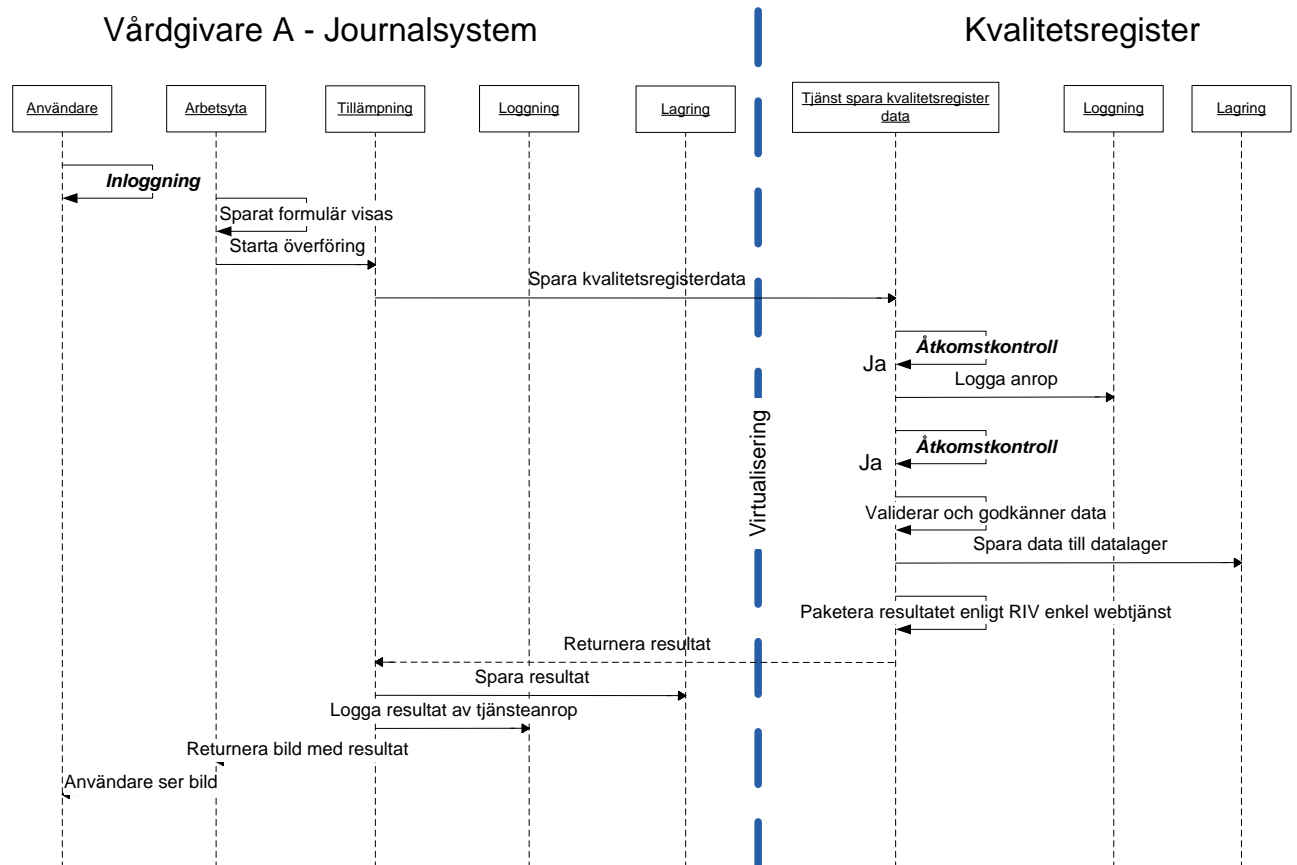 Vårdgivare A - Journalsystem
Kvalitetsregister
Användare
Arbetsyta
Tillämpning
Loggning
Lagring
Tjänst spara kvalitetsregister
data
Loggning
Lagring
Inloggning
Sparat formulär visas
Starta överföring
Spara kvalitetsregisterdata
Åtkomstkontroll
Ja
Logga anrop
Virtualisering
Åtkomstkontroll
Ja
Validerar och godkänner data
Spara data till datalager
Paketera resultatet enligt RIV enkel webtjänst
Returnera resultat
Spara resultat
Logga resultat av tjänsteanrop
Returnera bild med resultat
Användare ser bild